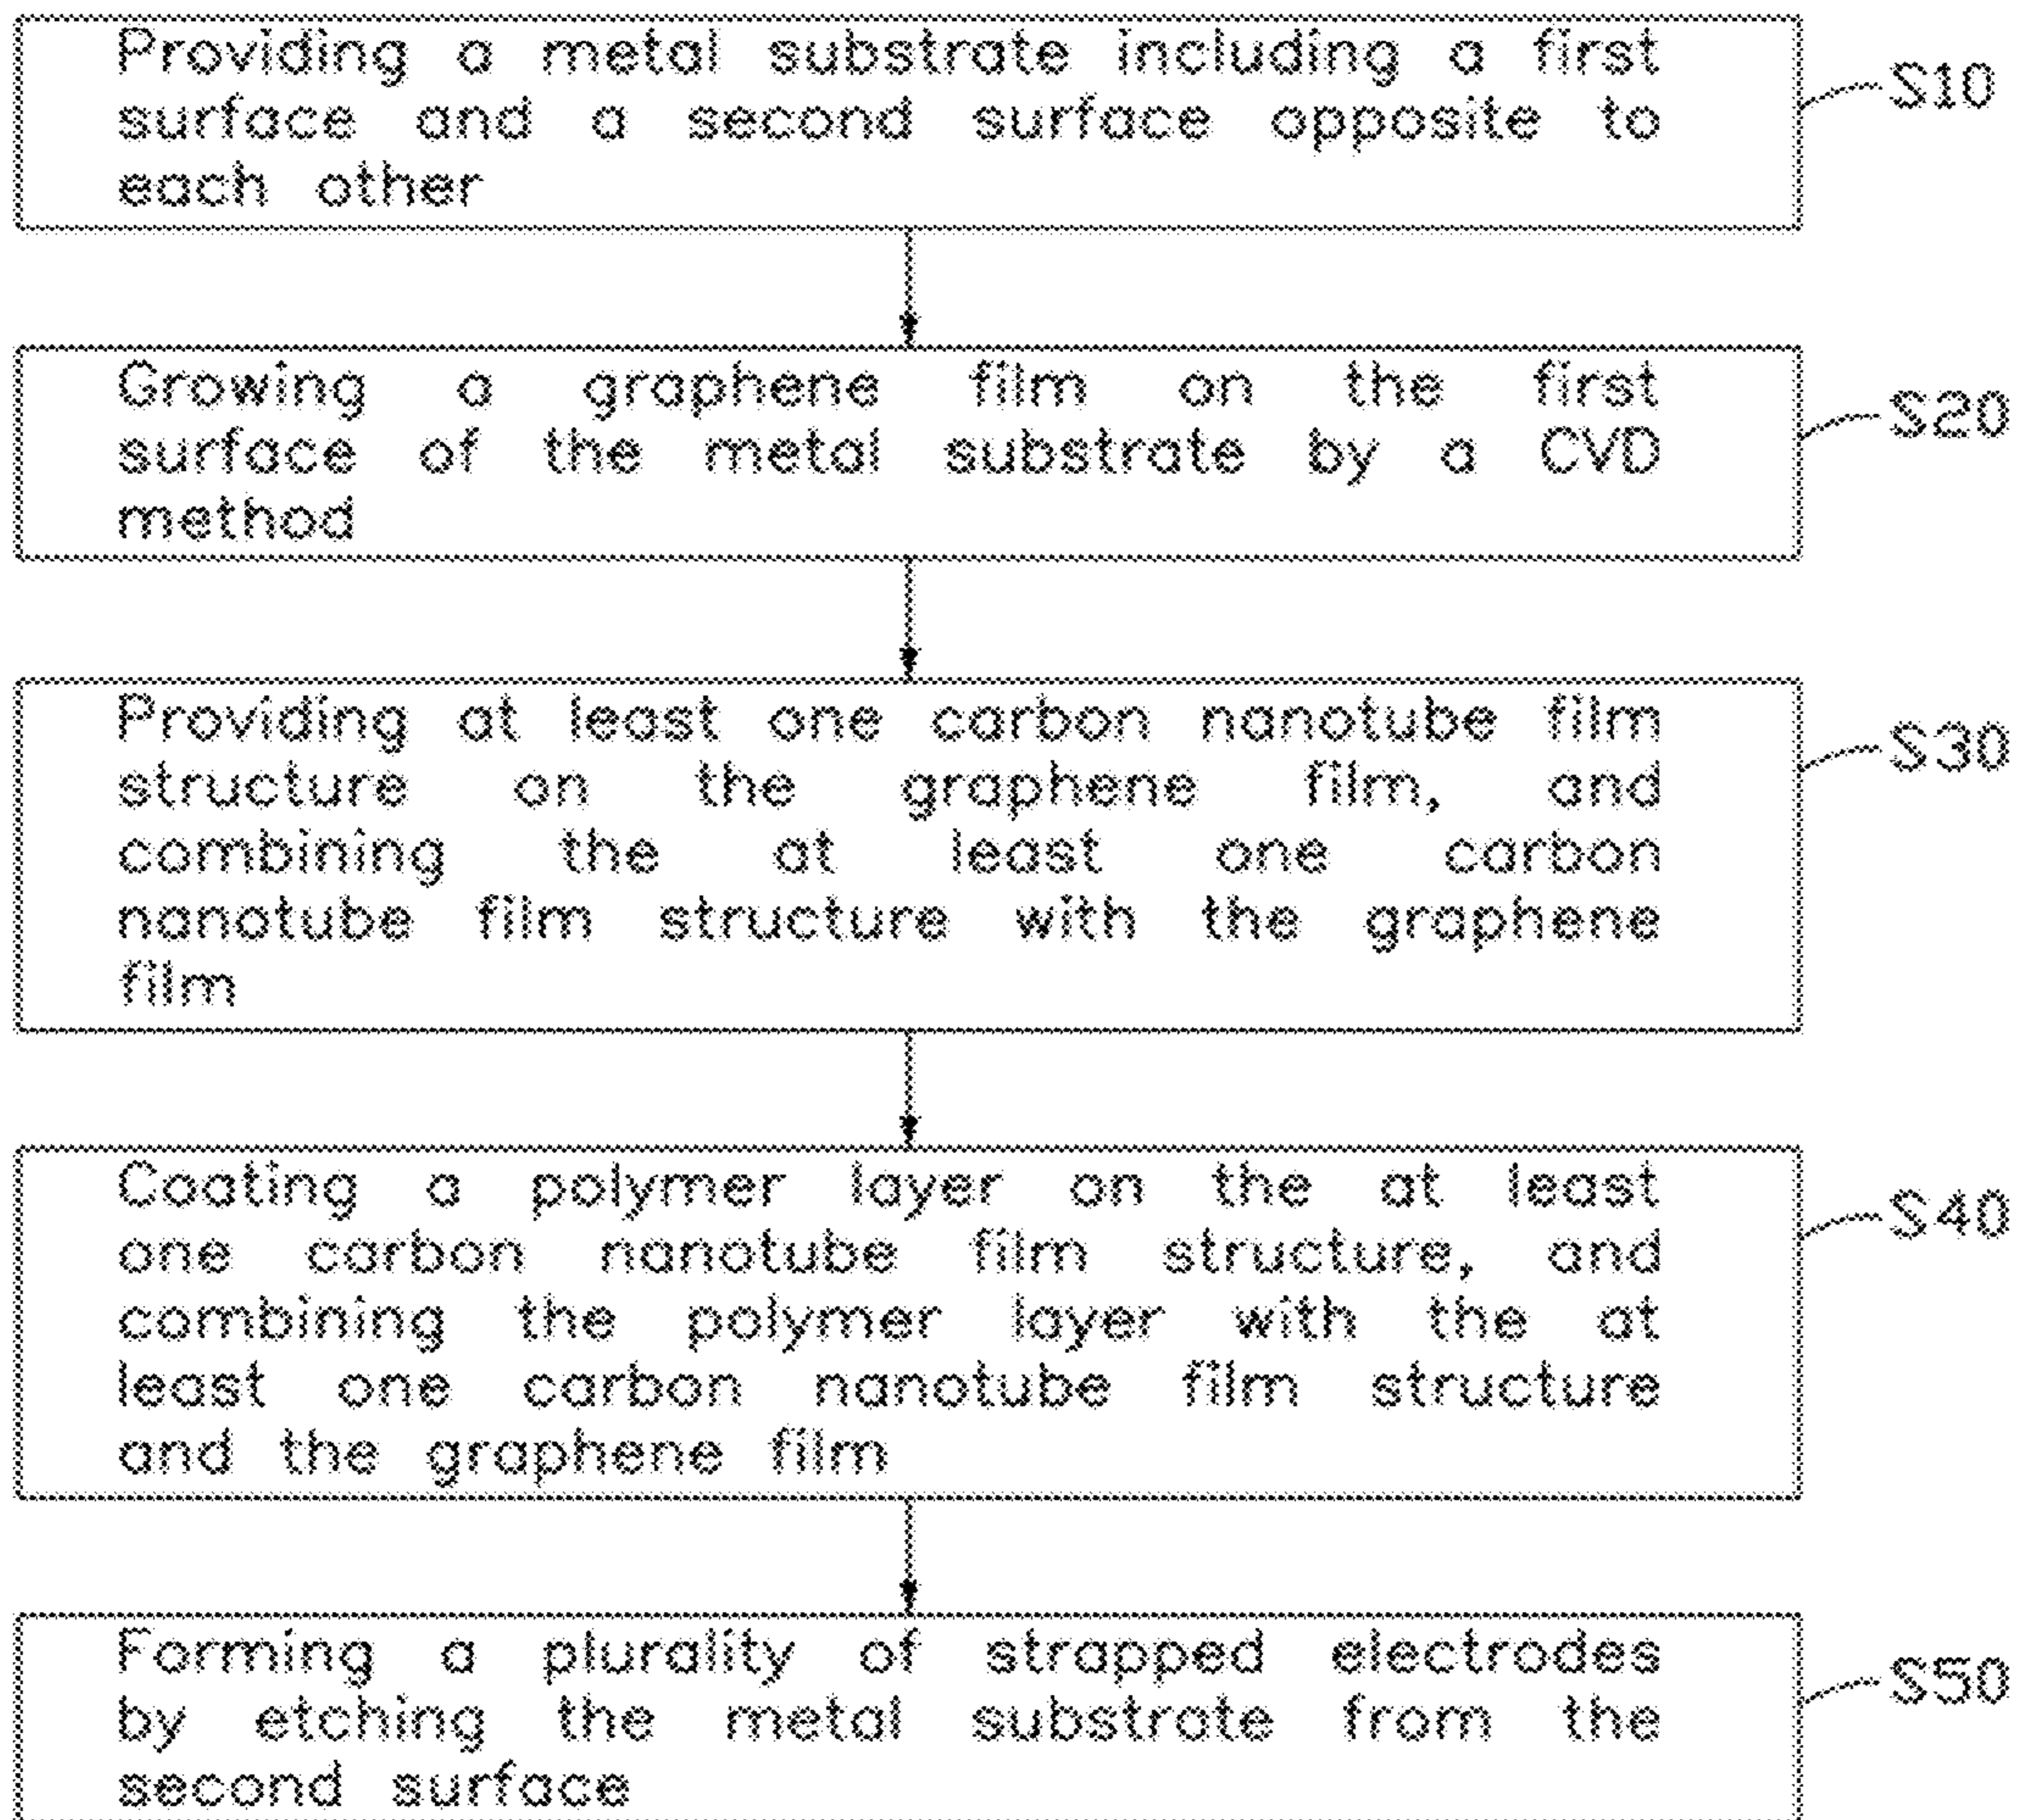 Providing a metal substrate including a first
surface and a second surface opposite to
each other
S10
Growing a graphene film on the first
surface of the metal substrate by a CVD
method
S20
Providing at least one carbon nanotube film
structure on the graphene film, and
combining the at least one carbon
nanotube film structure with the graphene
film
S30
Coating a polymer layer on the at least
one carbon nanotube film structure, and
combining the polymer layer with the at
least one carbon nanotube film structure
and the graphene film
S40
Forming a plurality of strapped electrodes
by etching the metal substrate from the
second surface
S50